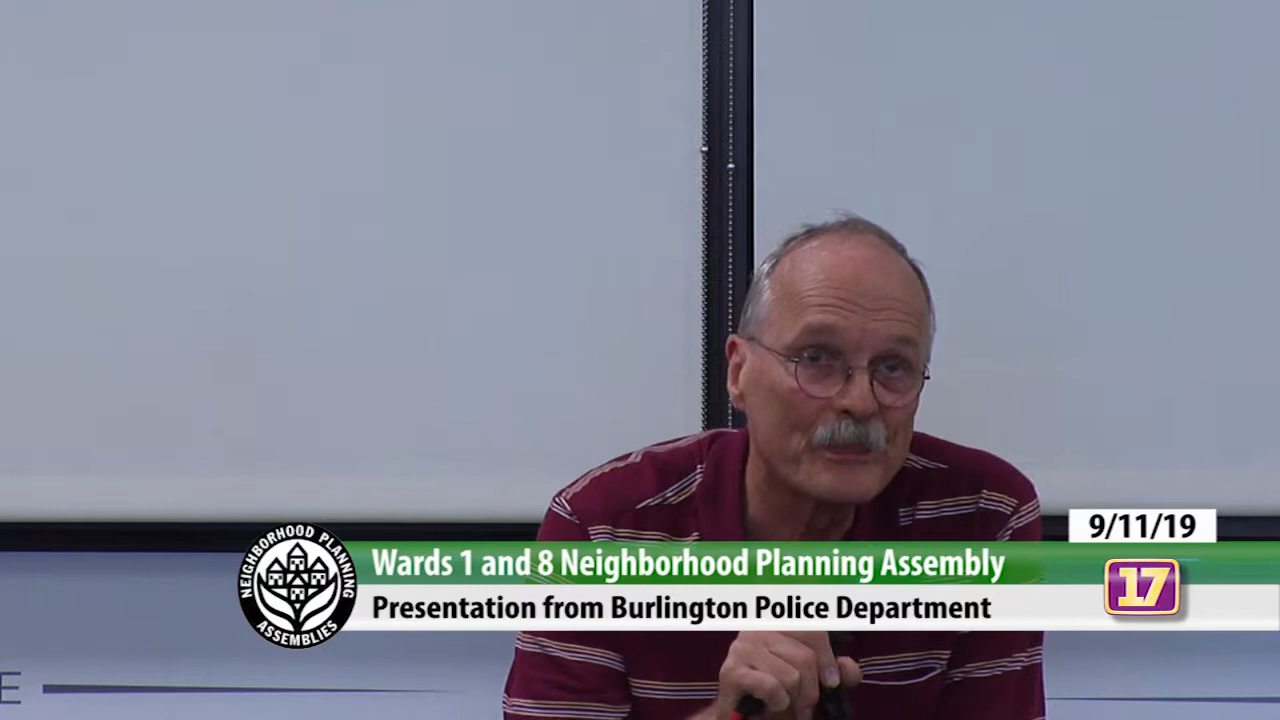 9/11/19
Wards 1 and 8 Neighborhood Planning Assembly
17
Presentation from Burlington Police Department
NEIGHBORHOOD PLANNING
ASSEMBLIES
E